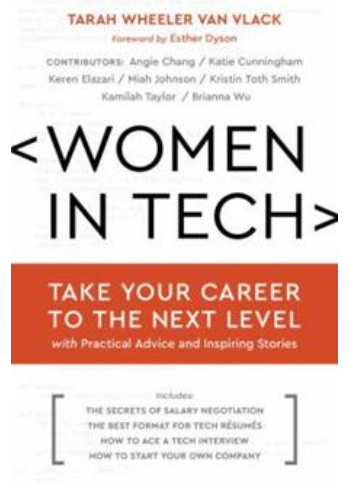 TARAH WHEELER VAN VLACK
Foreword by Esther Dyson
CONTRIBUTORS: Angie Chang / Katie Cunningham
Keren Elazari / Miah Johnson / Kristin Toth Smith
Kamilah Taylor / Brianna Wu
<WOMEN
IN TECH>
TAKE YOUR CAREER
TO THE NEXT LEVEL
with Practical Advice and Inspiring Stories
Includes:
THE SECRETS OF SALARY NEGOTIATION
THE BEST FORMAT FOR TECH RÉSUMÉS
HOW TO ACE A TECH INTERVIEW
HOW TO START YOUR OWN COMPANY